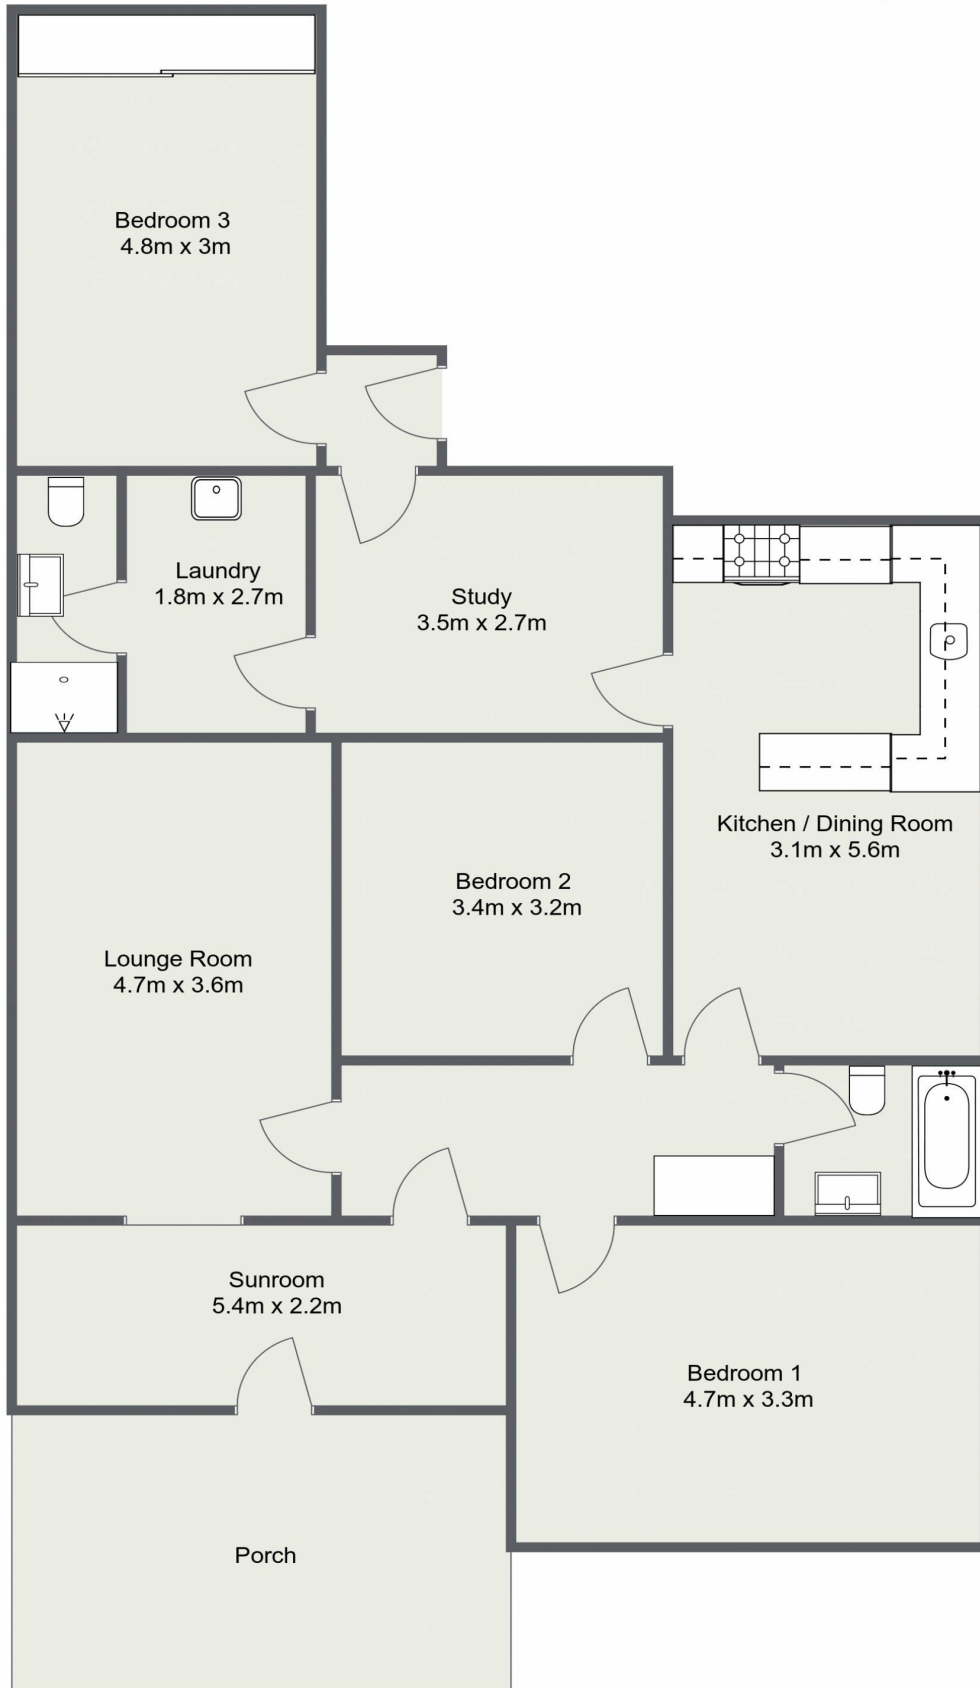 Bedroom 3
4.8m x 3m
Laundry
1.8m x 2.7m
Study
3.5m x 2.7m
Kitchen / Dining Room
3.1m x 5.6m
Bedroom 2
3.4m x 3.2m
Lounge Room
4.7m x 3.6m
Sunroom
5.4m x 2.2m
Bedroom 1
4.7m x 3.3m
Porch